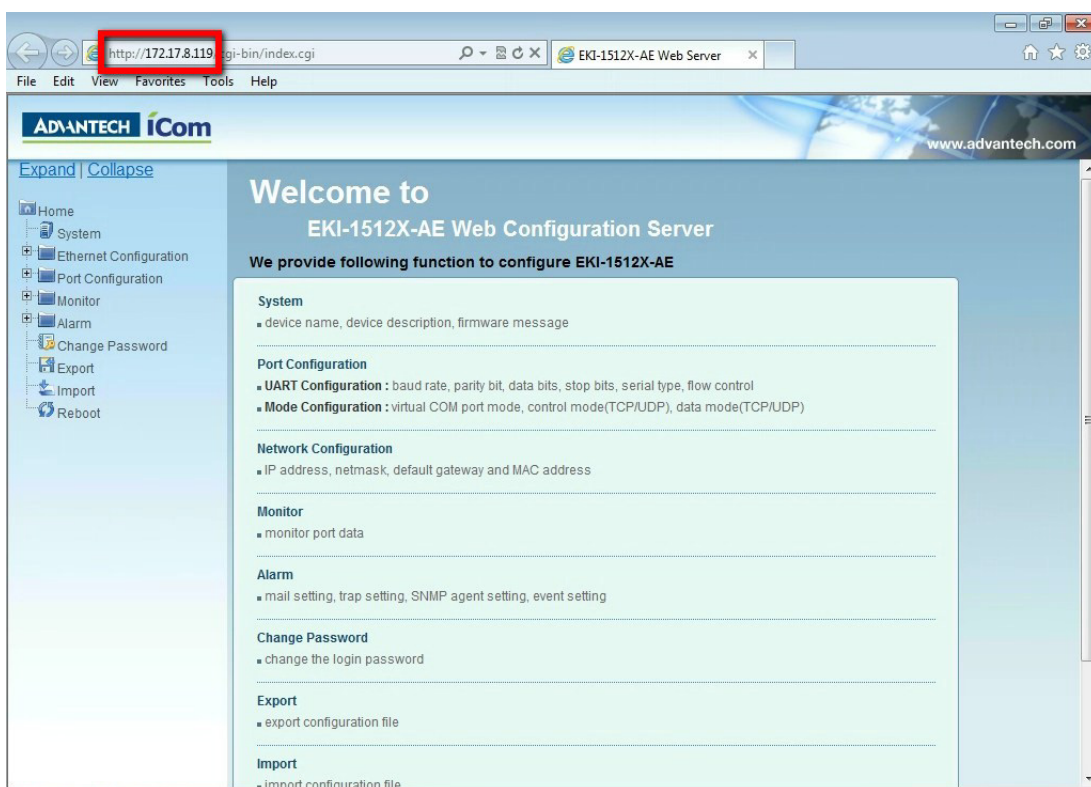 http://172.17.8.119/cgi-bin/index.cgi
EKI-1512X-AE Web Server
File Edit View Favorites Tools Help
ADVANTECH iCom
www.advantech.com
Expand | Collapse
Home
System
Ethernet Configuration
Port Configuration
Monitor
Alarm
Change Password
Export
Import
Reboot
Welcome to
EKI-1512X-AE Web Configuration Server
We provide following function to configure EKI-1512X-AE
System
device name, device description, firmware message
Port Configuration
UART Configuration : baud rate, parity bit, data bits, stop bits, serial type, flow control
Mode Configuration : virtual COM port mode, control mode(TCP/UDP), data mode(TCP/UDP)
Network Configuration
IP address, netmask, default gateway and MAC address
Monitor
monitor port data
Alarm
mail setting, trap setting, SNMP agent setting, event setting
Change Password
change the login password
Export
export configuration file
Import
import configuration file